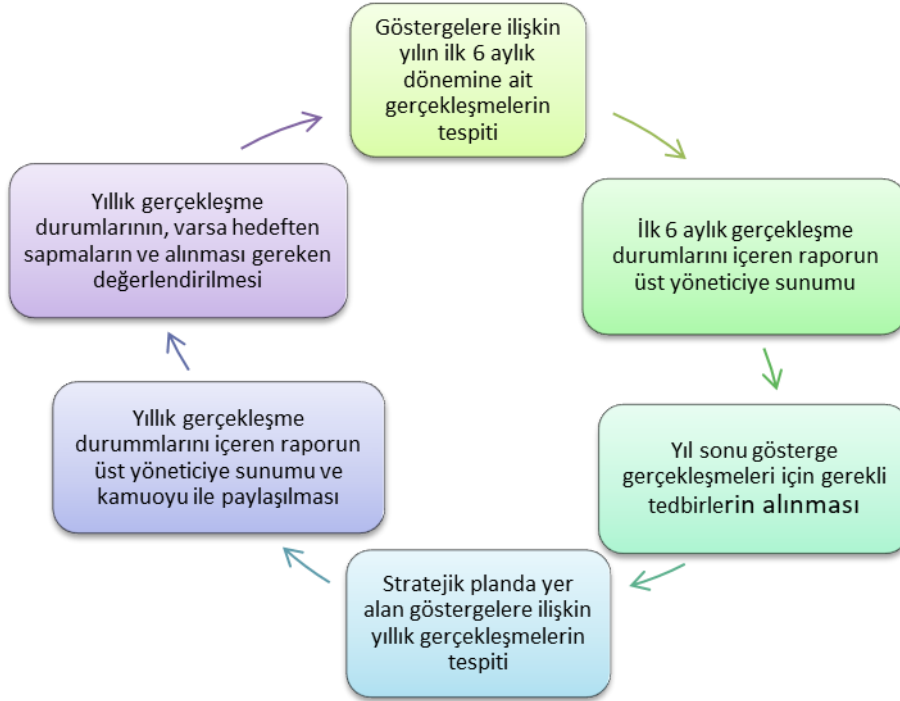 Göstergelere ilişkin
yılın ilk 6 aylık
dönemine ait
gerçekleşmelerin
tespiti
İlk 6 aylık gerçekleşme
durumlarını içeren raporun
üst yöneticiye sunumu
Yıl sonu gösterge
gerçekleşmeleri için gerekli
tedbirlerin alınması
Stratejik planda yer
alan göstergelere ilişkin
yıllık gerçekleşmelerin
tespiti
Yıllık gerçekleşme
durummlarını içeren raporun
üst yöneticiye sunumu ve
kamuoyu ile paylaşılması
Yıllık gerçekleşme
durumlarının, varsa hedeften
sapmaların ve alınması gereken
değerlendirilmesi